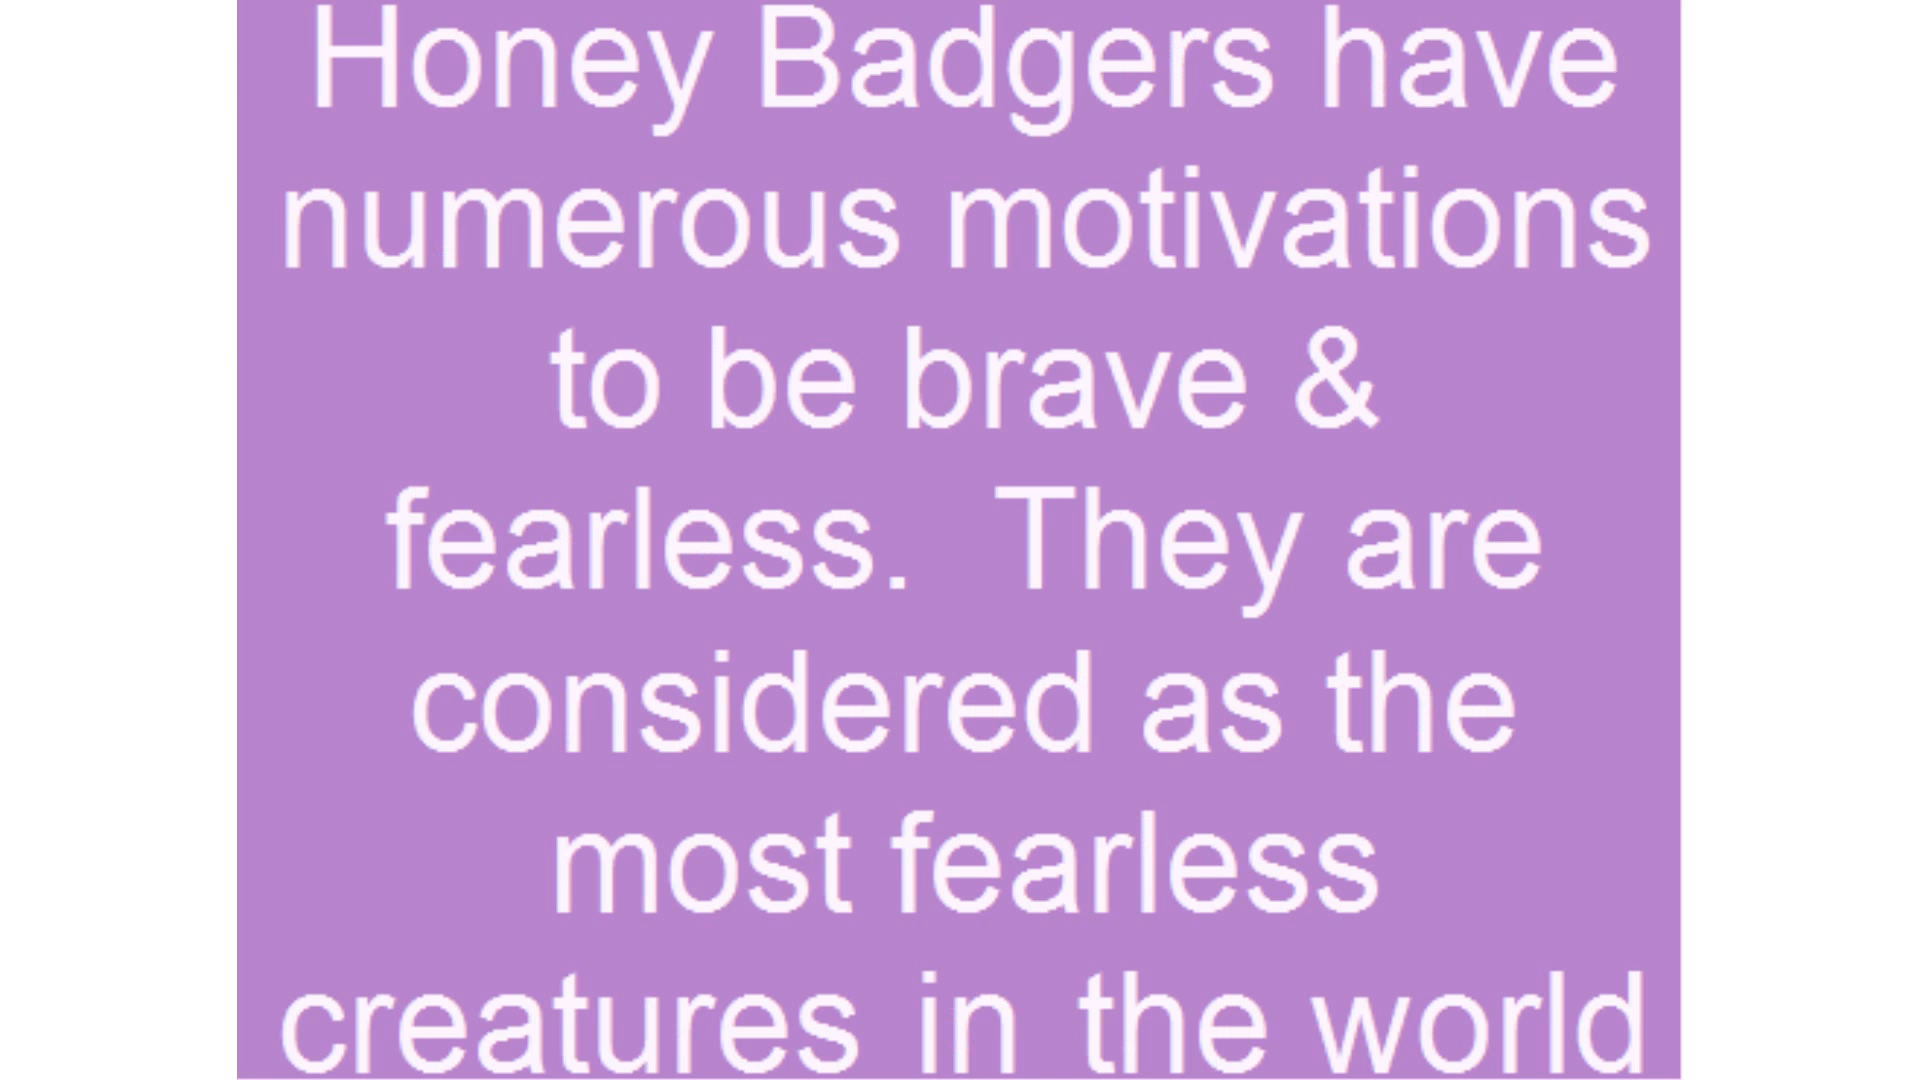 Honey Badgers have
numerous motivations
to be brave &
fearless.  They are
considered as the
most fearless
creatures in the world